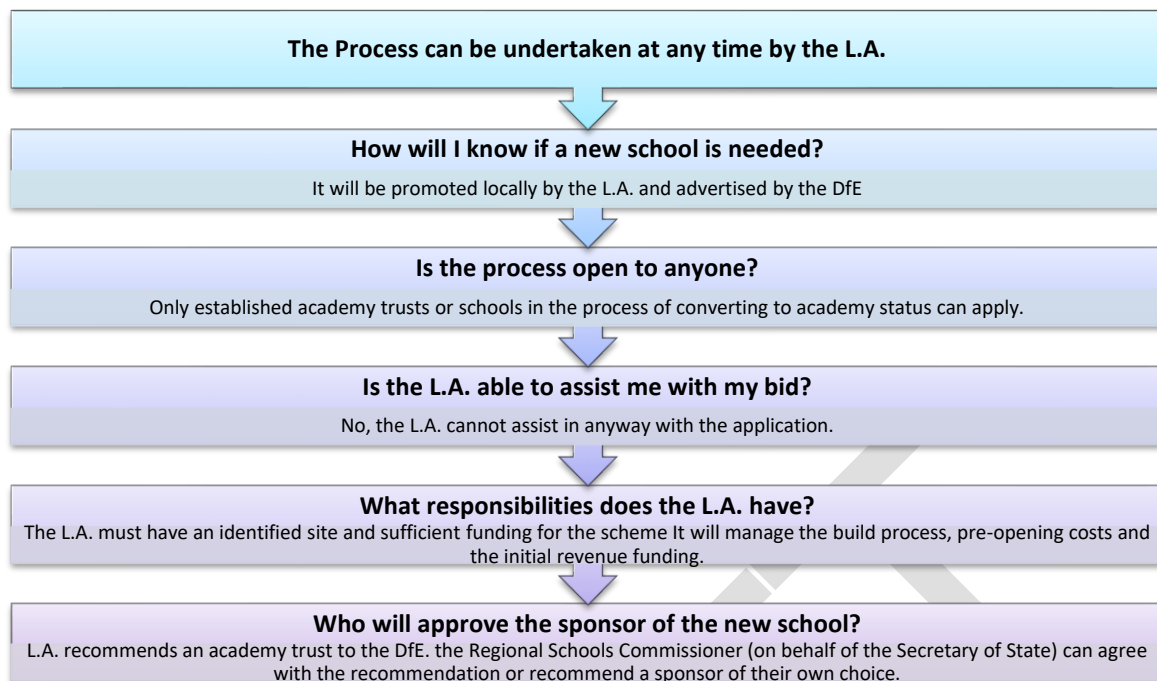 The Process can be undertaken at any time by the L.A.
How will I know if a new school is needed?
It will be promoted locally by the L.A. and advertised by the DfE
Is the process open to anyone?
Only established academy trusts or schools in the process of converting to academy status can apply.
Is the L.A. able to assist me with my bid?
No, the L.A. cannot assist in anyway with the application.
What responsibilities does the L.A. have?
The L.A. must have an identified site and sufficient funding for the scheme It will manage the build process, pre-opening costs and
the initial revenue funding.
Who will approve the sponsor of the new school?
L.A. recommends an academy trust to the DfE. the Regional Schools Commissioner (on behalf of the Secretary of State) can agree
with the recommendation or recommend a sponsor of their own choice.